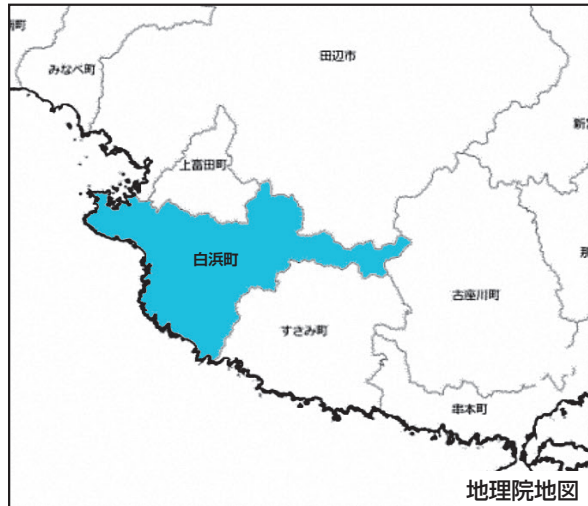 田辺市
みなべ町
上富田町
白浜町
古座川町
すさみ町
串本町
地理院地図